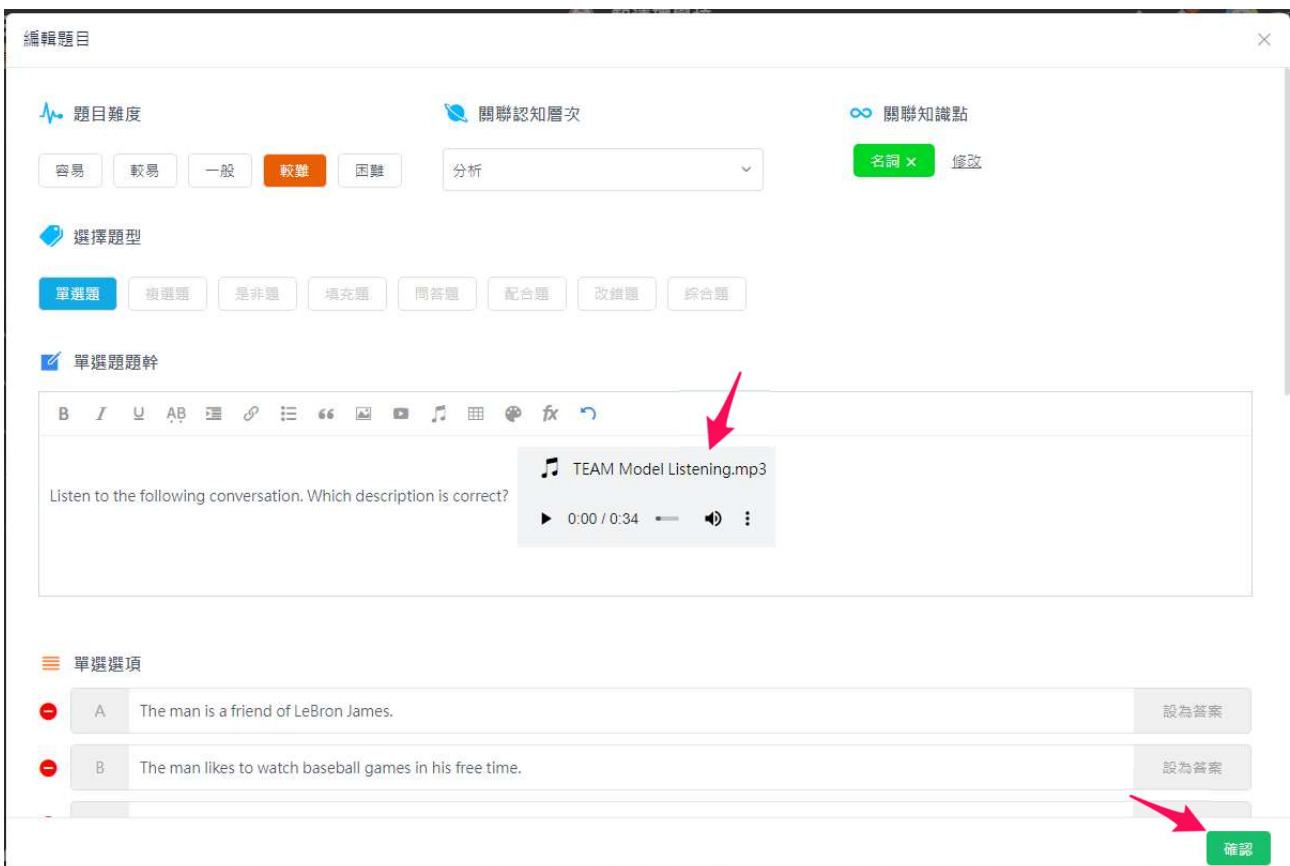 編輯題目
題目難度
關聯認知層次
關聯知識點
容易 較易 一般 較難 困難
分析
名詞 × 修改
選擇題型
單選題 複選題 是非題 填充題 問答題 配合題 改錯題 綜合題
單選題題幹
B I U AB fx
TEAM Model Listening.mp3
Listen to the following conversation. Which description is correct?
0:00 / 0:34
單選選項
A The man is a friend of LeBron James. 設為答案
B The man likes to watch baseball games in his free time. 設為答案
確認